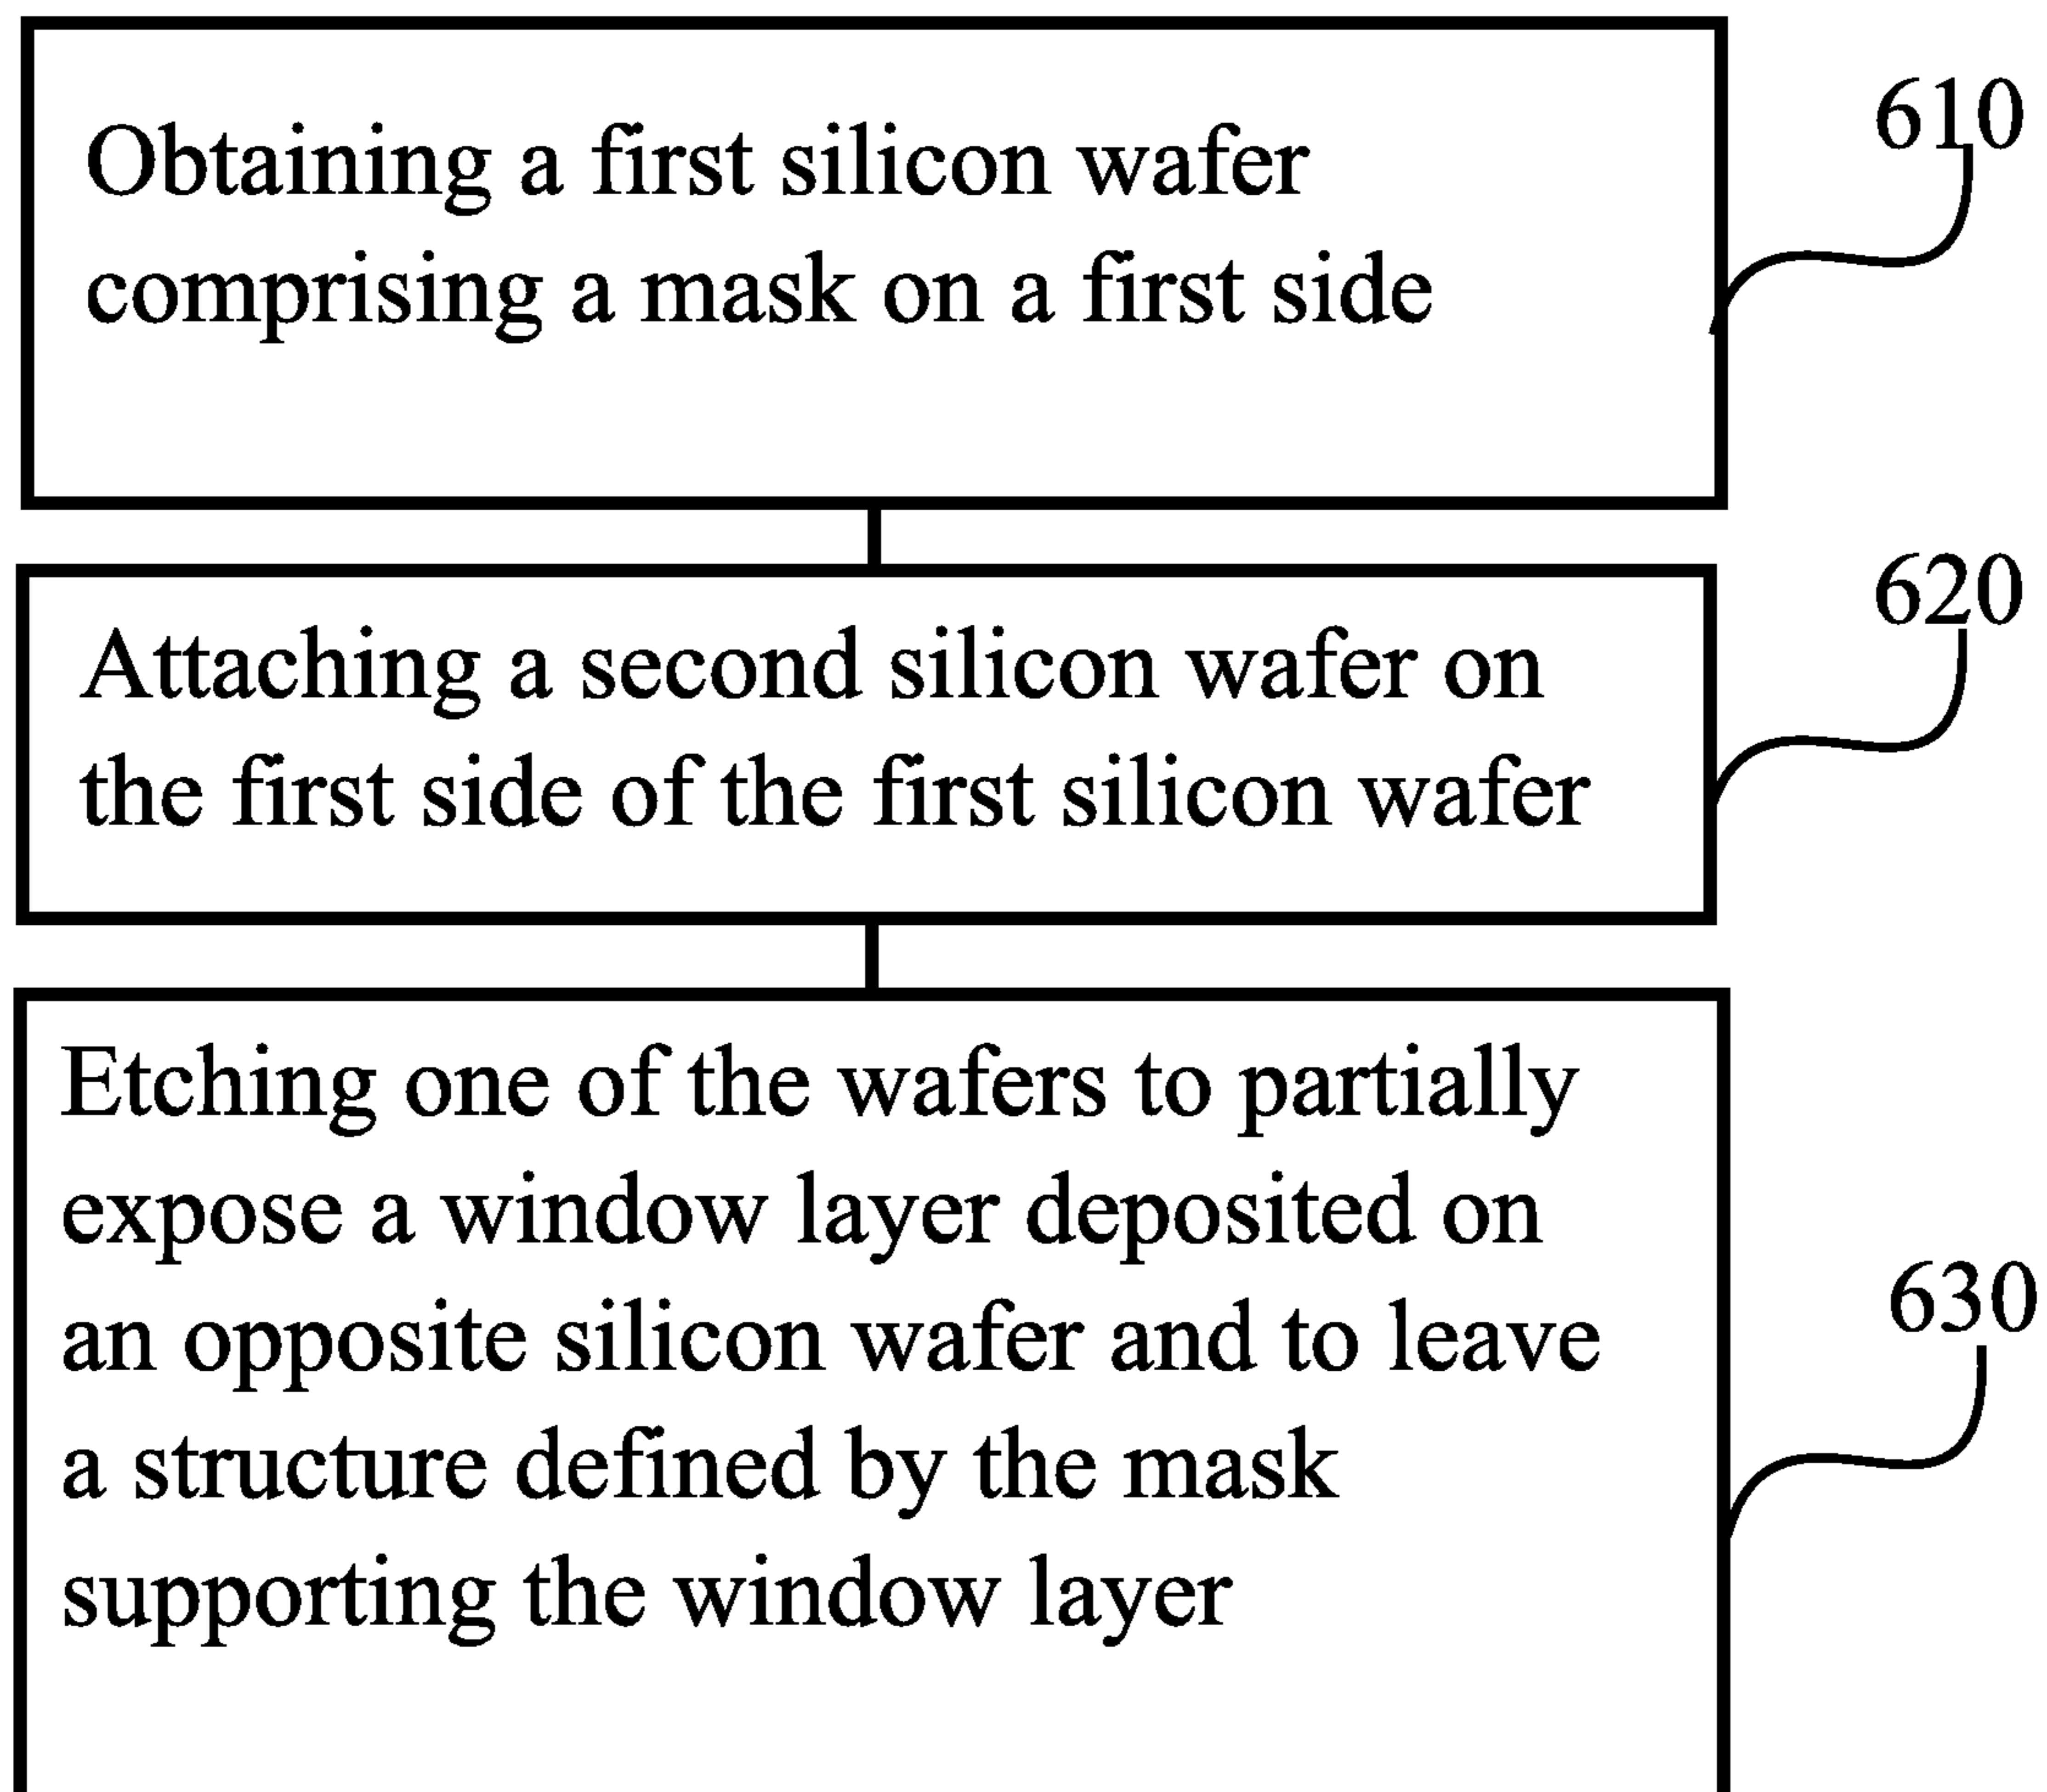 610
Obtaining a first silicon wafer
comprising a mask on a first side
620
Attaching a second silicon wafer on
the first side of the first silicon wafer
Etching one of the wafers to partially
expose a window layer deposited on
630
an opposite silicon wafer and to leave
a structure defined by the mask
supporting the window layer